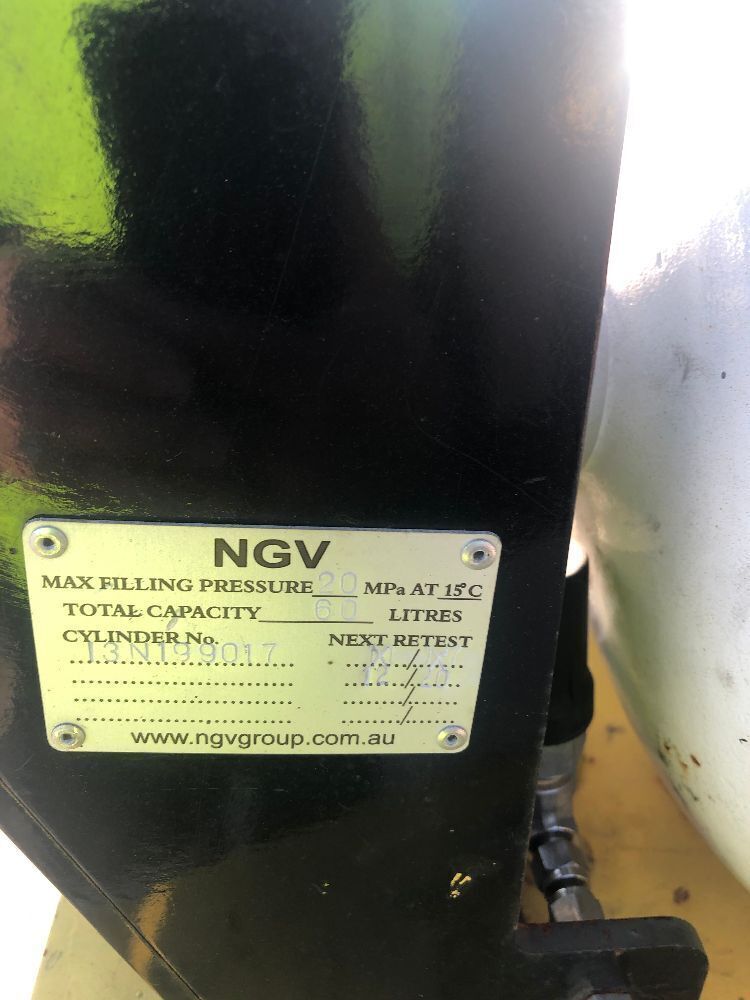 NGV
MAX FILLING PRESSURE 20 MPa AT 15°C
TOTAL CAPACITY 60 LITRES
CYLINDER No. NEXT RETEST
13N199017 X / X
12 / 20
www.ngvgroup.com.au